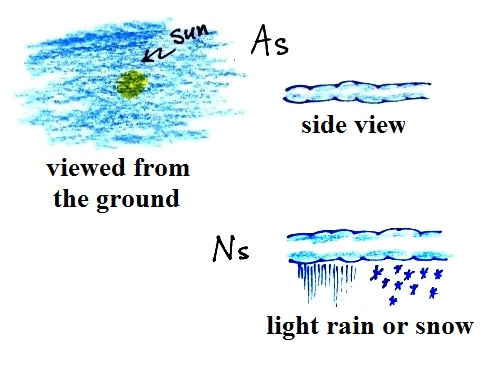 sun
As
side view
viewed from
the ground
Ns
light rain or snow